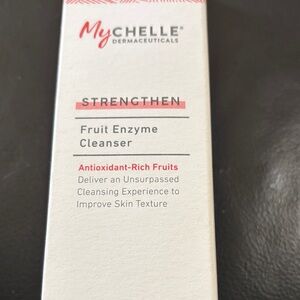 MyCHELLE®
DERMACEUTICALS
STRENGTHEN
Fruit Enzyme
Cleanser
Antioxidant-Rich Fruits
Deliver an Unsurpassed
Cleansing Experience to
Improve Skin Texture